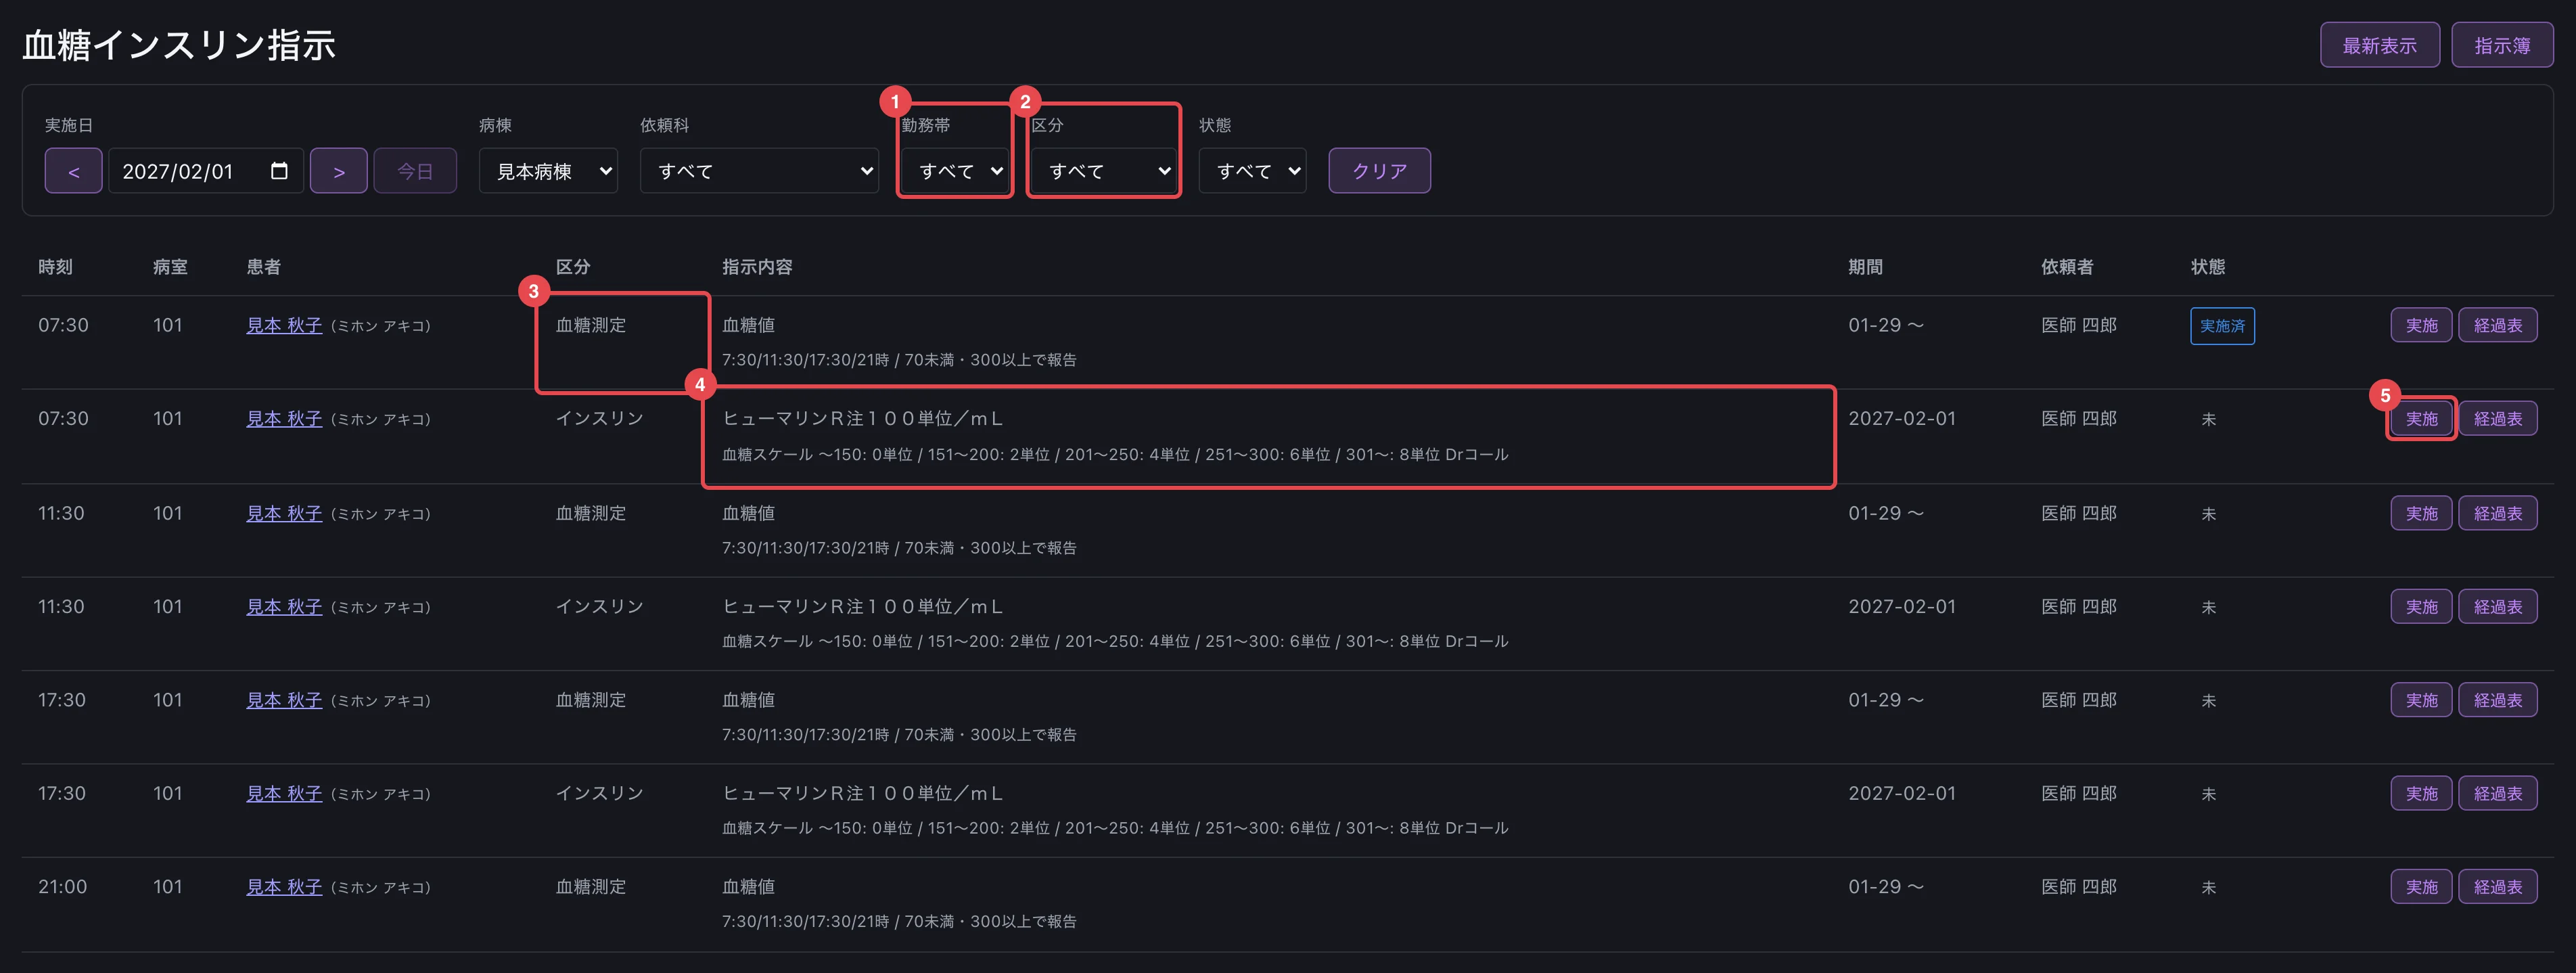 血糖インスリン指示
最新表示 指示簿
1 2
実施日 病棟 依頼科 勤務帯 区分 状態
< 2027/02/01 > 今日 見本病棟 すべて すべて すべて すべて クリア
時刻 病室 患者 区分 指示内容 期間 依頼者 状態
3
07:30 101 見本 秋子 (ミホン アキコ) 血糖測定 血糖値 01-29 〜 医師 四郎 実施済 実施 経過表
7:30/11:30/17:30/21時 / 70未満・300以上で報告
4 5
07:30 101 見本 秋子 (ミホン アキコ) インスリン ヒューマリンR注100単位/mL 2027-02-01 医師 四郎 未 実施 経過表
血糖スケール 〜150: 0単位 / 151〜200: 2単位 / 201〜250: 4単位 / 251〜300: 6単位 / 301〜: 8単位 Drコール
11:30 101 見本 秋子 (ミホン アキコ) 血糖測定 血糖値 01-29 〜 医師 四郎 未 実施 経過表
7:30/11:30/17:30/21時 / 70未満・300以上で報告
11:30 101 見本 秋子 (ミホン アキコ) インスリン ヒューマリンR注100単位/mL 2027-02-01 医師 四郎 未 実施 経過表
血糖スケール 〜150: 0単位 / 151〜200: 2単位 / 201〜250: 4単位 / 251〜300: 6単位 / 301〜: 8単位 Drコール
17:30 101 見本 秋子 (ミホン アキコ) 血糖測定 血糖値 01-29 〜 医師 四郎 未 実施 経過表
7:30/11:30/17:30/21時 / 70未満・300以上で報告
17:30 101 見本 秋子 (ミホン アキコ) インスリン ヒューマリンR注100単位/mL 2027-02-01 医師 四郎 未 実施 経過表
血糖スケール 〜150: 0単位 / 151〜200: 2単位 / 201〜250: 4単位 / 251〜300: 6単位 / 301〜: 8単位 Drコール
21:00 101 見本 秋子 (ミホン アキコ) 血糖測定 血糖値 01-29 〜 医師 四郎 未 実施 経過表
7:30/11:30/17:30/21時 / 70未満・300以上で報告